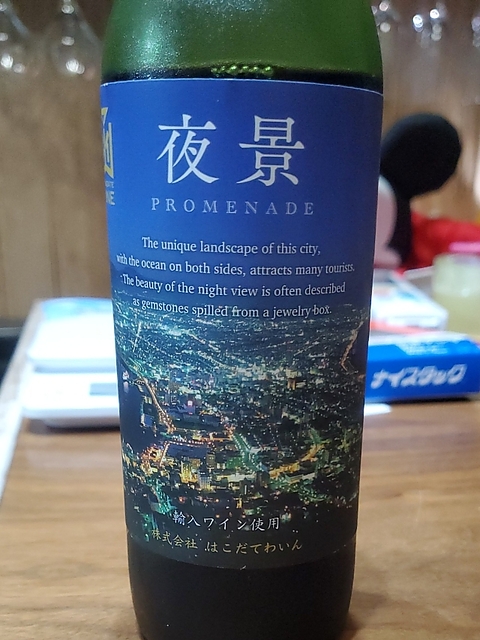 夜景
PROMENADE
The unique landscape of this city,
with the ocean on both sides, attracts many tourists.
The beauty of the night view is often described
as gemstones spilled from a jewelry box.
輸入ワイン使用
株式会社 はこだてわいん
ナイスタック